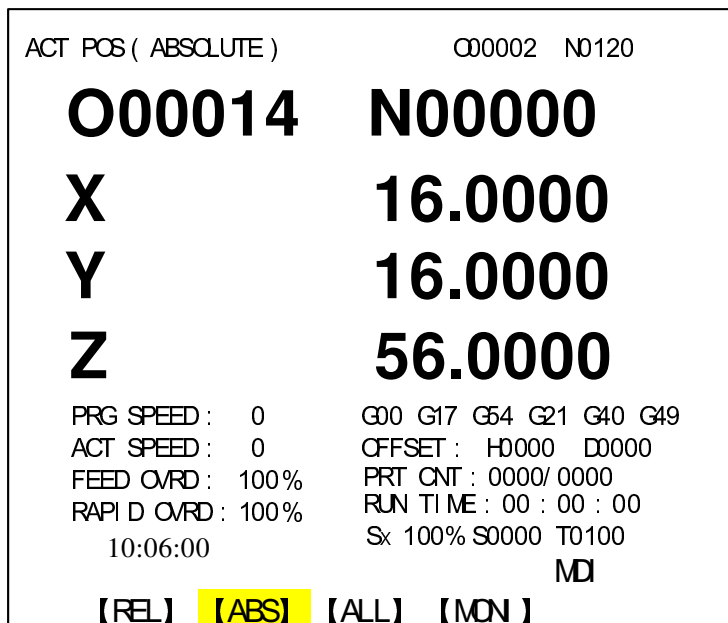 ACT POS ( ABSOLUTE ) O00002 N0120
O00014 N00000
X 16.0000
Y 16.0000
Z 56.0000
PRG SPEED : 0 G00 G17 G54 G21 G40 G49
ACT SPEED : 0 OFFSET : H0000 D0000
FEED OVRD : 100% PRT CNT : 0000/0000
RAPID OVRD : 100% RUN TIME : 00 : 00 : 00
10:06:00 Sx 100% S0000 T0100
MDI
【REL】 【ABS】 【ALL】 【MONI】